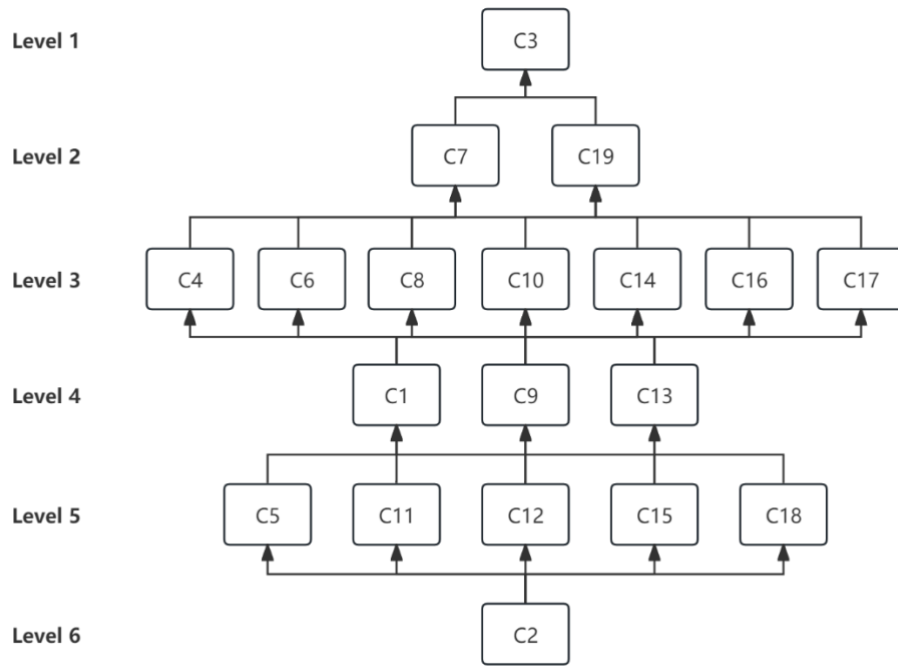 Level 1 C3
Level 2 C7 C19
Level 3 C4 C6 C8 C10 C14 C16 C17
Level 4 C1 C9 C13
Level 5 C5 C11 C12 C15 C18
Level 6 C2